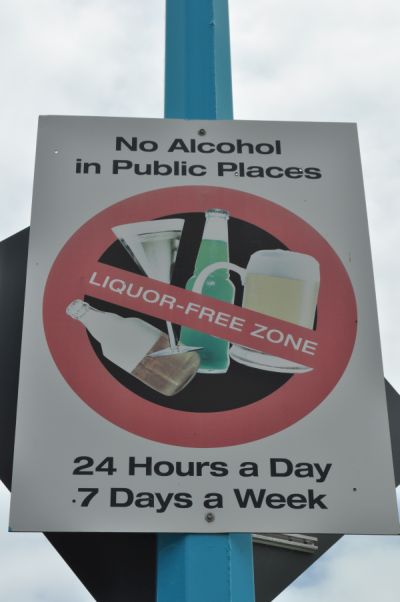 No Alcohol
in Public Places
LIQUOR-FREE ZONE
24 Hours a Day
7 Days a Week